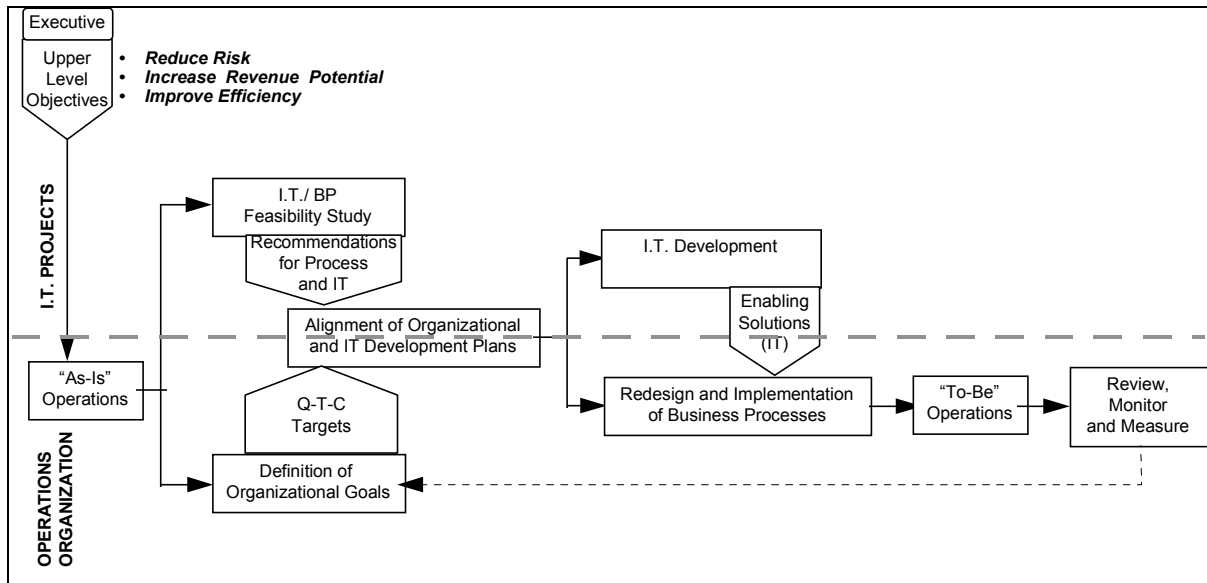 Executive
Upper
Level
Objectives
• Reduce Risk
• Increase Revenue Potential
• Improve Efficiency
I.T. PROJECTS
I.T./ BP
Feasibility Study
Recommendations
for Process
and IT
I.T. Development
Enabling
Solutions
(IT)
Alignment of Organizational
and IT Development Plans
“As-Is”
Operations
Q-T-C
Targets
Redesign and Implementation
of Business Processes
“To-Be”
Operations
Review,
Monitor
and Measure
Definition of
Organizational Goals
OPERATIONS
ORGANIZATION